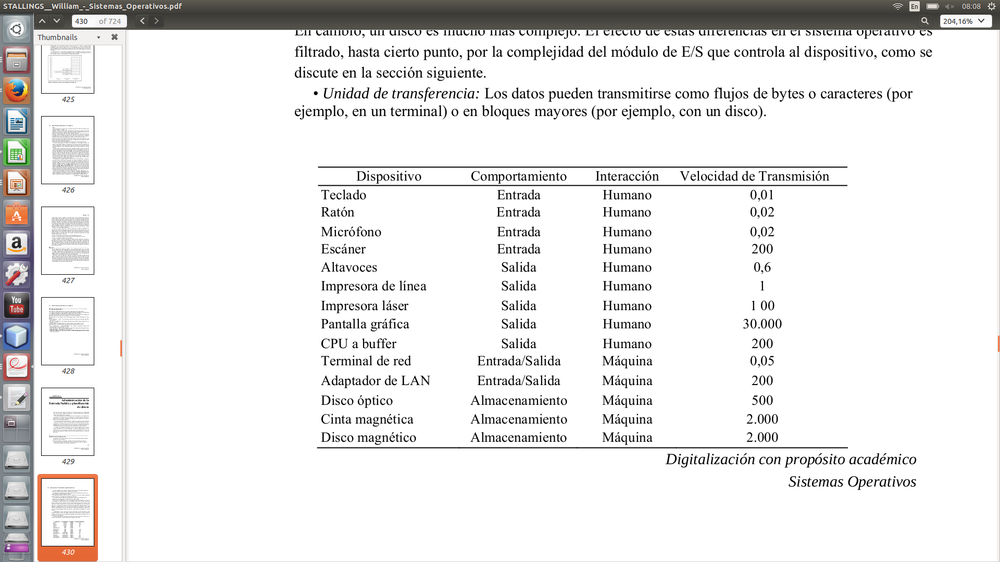 STALLINGS__William_-_Sistemas_Operativos.pdf
En
08:08
430 of 724
204,16%
Thumbnails
425
426
427
428
Administración de la
Entrada/Salida y planificación
de discos
429
430
En cambio, un disco es mucho más complejo. El efecto de estas diferencias en el sistema operativo es
filtrado, hasta cierto punto, por la complejidad del módulo de E/S que controla al dispositivo, como se
discute en la sección siguiente.
• Unidad de transferencia: Los datos pueden transmitirse como flujos de bytes o caracteres (por
ejemplo, en un terminal) o en bloques mayores (por ejemplo, con un disco).
Dispositivo Comportamiento Interacción Velocidad de Transmisión
Teclado Entrada Humano 0,01
Ratón Entrada Humano 0,02
Micrófono Entrada Humano 0,02
Escáner Entrada Humano 200
Altavoces Salida Humano 0,6
Impresora de línea Salida Humano 1
Impresora láser Salida Humano 1 00
Pantalla gráfica Salida Humano 30.000
CPU a buffer Salida Humano 200
Terminal de red Entrada/Salida Máquina 0,05
Adaptador de LAN Entrada/Salida Máquina 200
Disco óptico Almacenamiento Máquina 500
Cinta magnética Almacenamiento Máquina 2.000
Disco magnético Almacenamiento Máquina 2.000
Digitalización con propósito académico
Sistemas Operativos
a
You
Tube